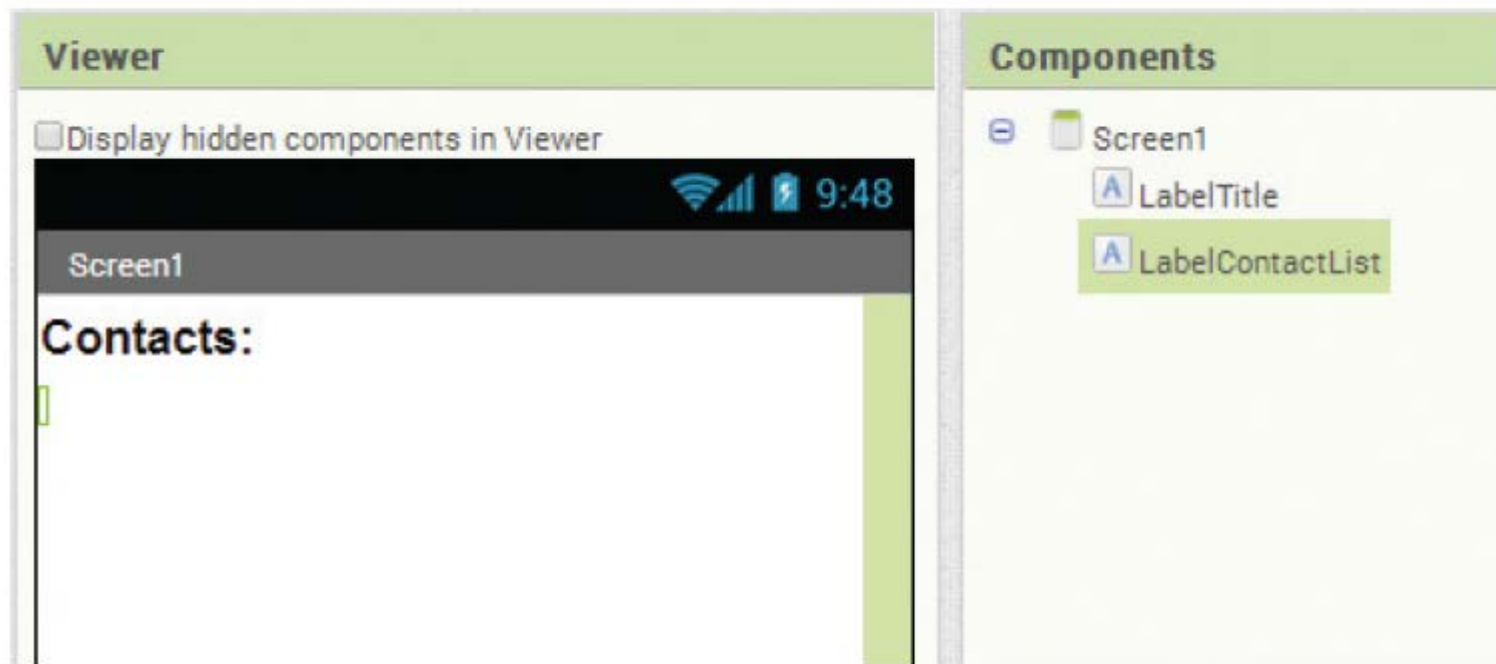 Viewer
Display hidden components in Viewer
9:48
Screen1
Contacts:
Components
Screen1
A LabelTitle
A LabelContactList